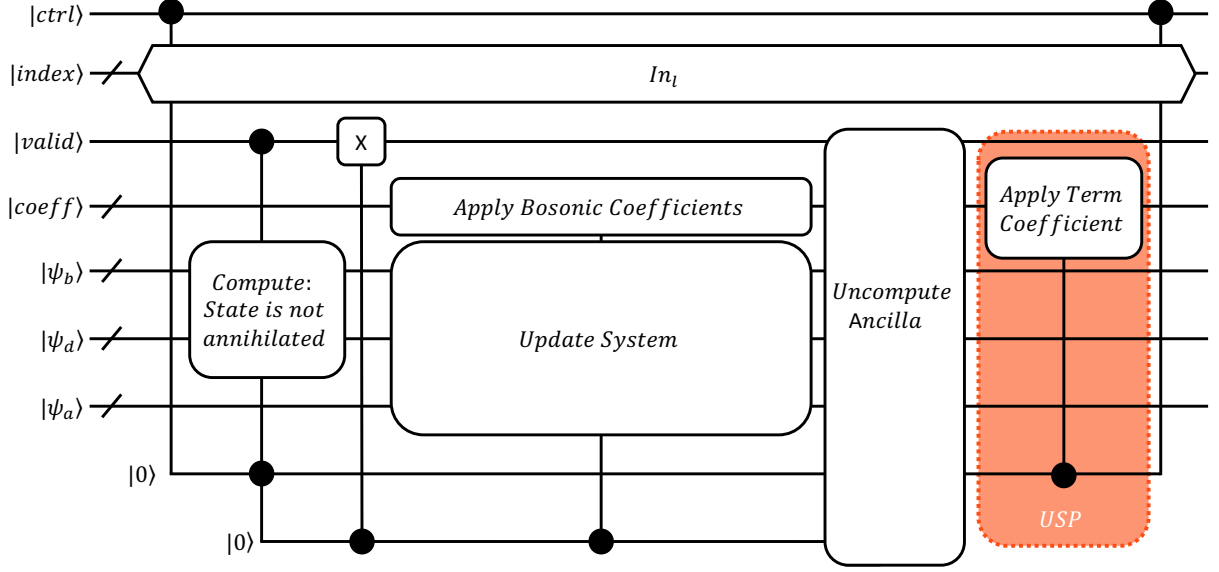 |ctrl⟩
|index⟩
In_l
|valid⟩
X
|coeff⟩
Apply Bosonic Coefficients
Apply Term
Coefficient
|ψ_b⟩
Compute:
State is not
annihilated
Uncompute
Ancilla
|ψ_d⟩
Update System
|ψ_a⟩
|0⟩
|0⟩
USP